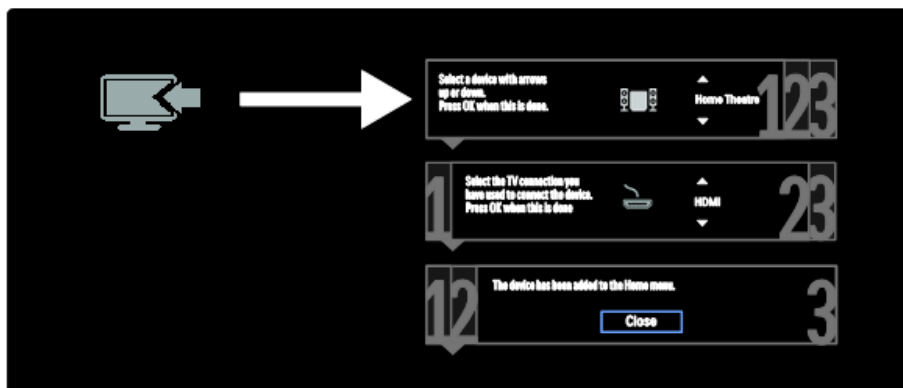 Select a device with arrows
up or down.
Press OK when this is done.
Home Theatre
123
1
Select the TV connection you
have used to connect the device.
Press OK when this is done
HDMI
23
12
The device has been added to the Home menu.
Close
3